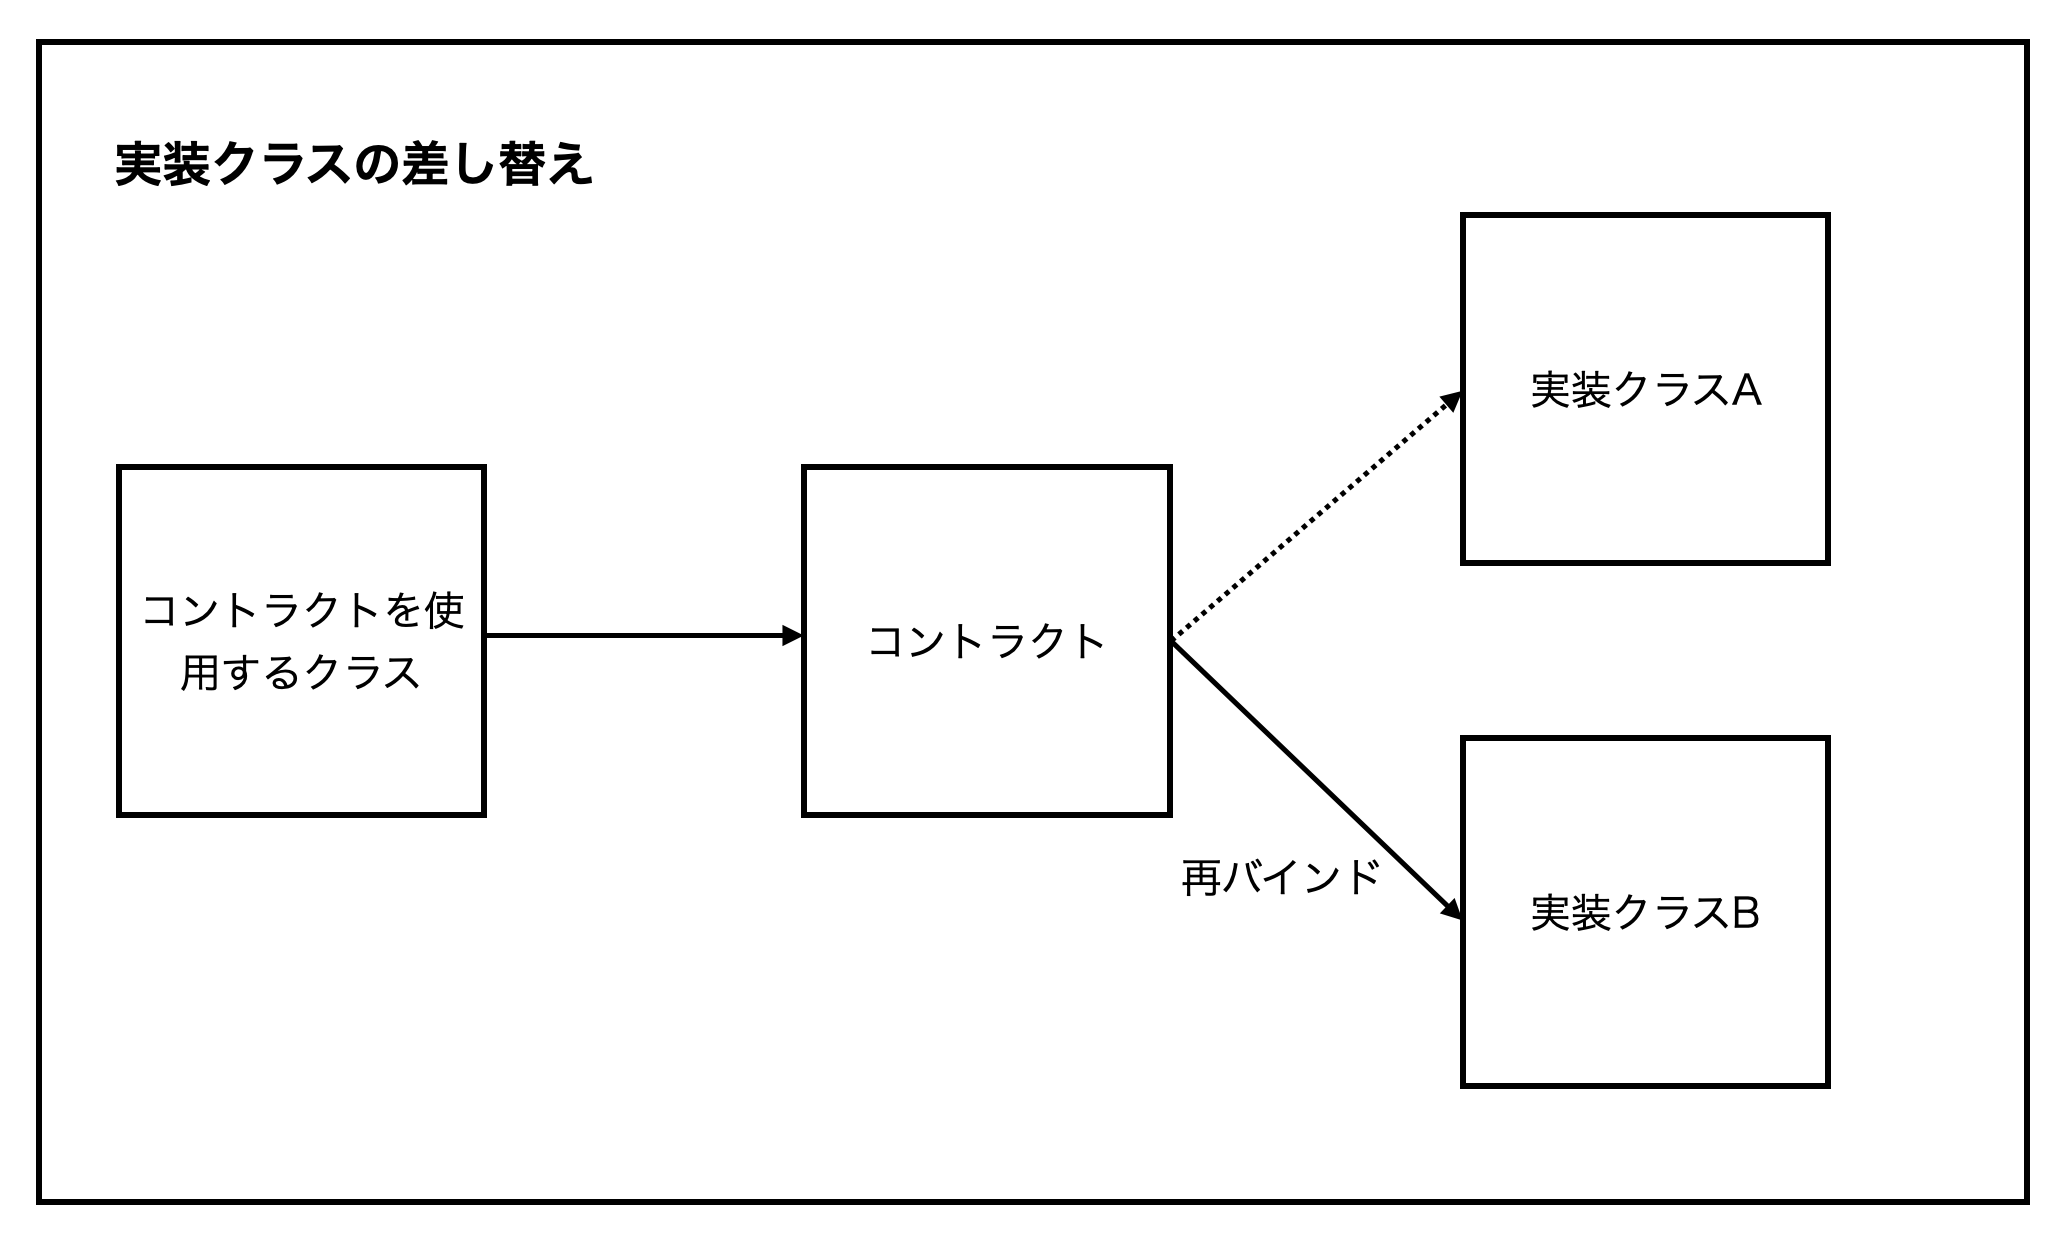 実装クラスの差し替え
コントラクトを使
用するクラス
コントラクト
実装クラスA
再バインド
実装クラスB